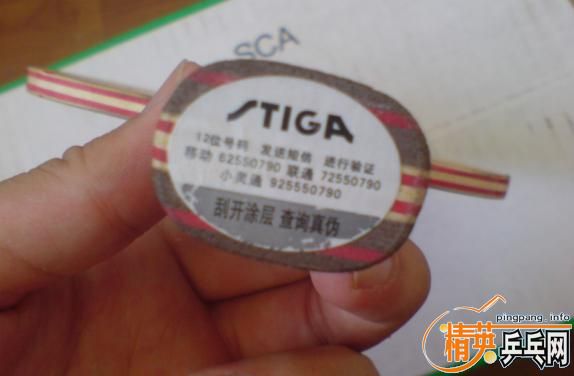 SCA
STIGA
12位号码 发送短信 进行验证
移动 62550790 联通 72550790
小灵通 925550790
刮开涂层 查询真伪
pingpang_info
精英乒乓网